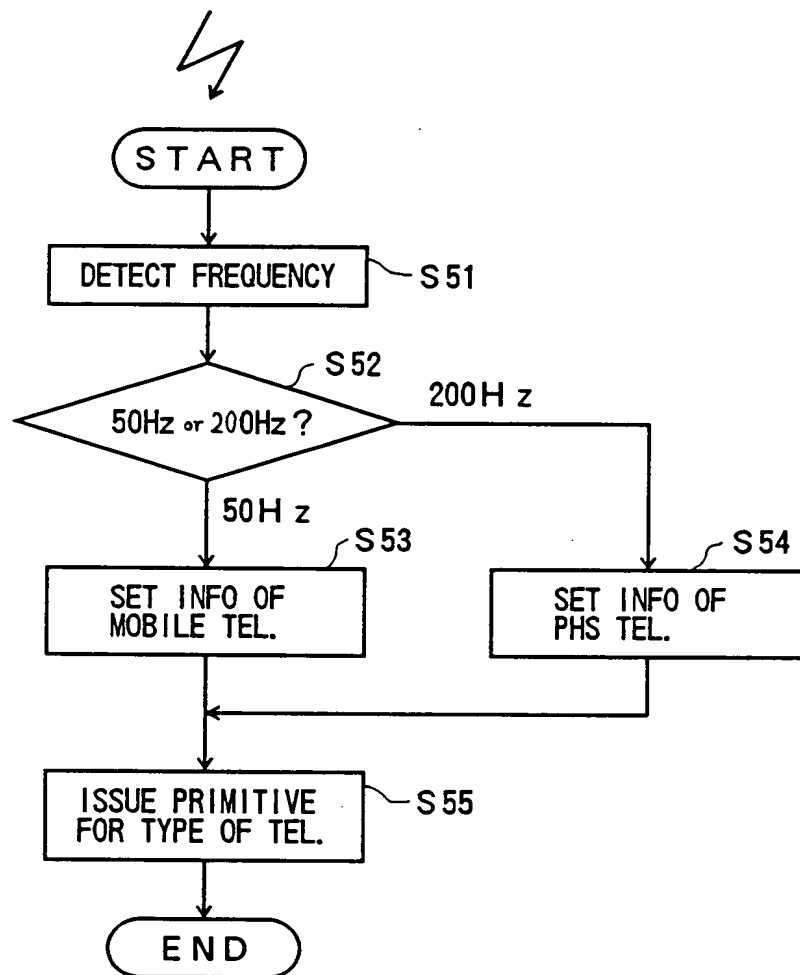 START
DETECT FREQUENCY
S51
S52
50Hz or 200Hz?
200Hz
50Hz
S53
S54
SET INFO OF
MOBILE TEL.
SET INFO OF
PHS TEL.
ISSUE PRIMITIVE
FOR TYPE OF TEL.
S55
END